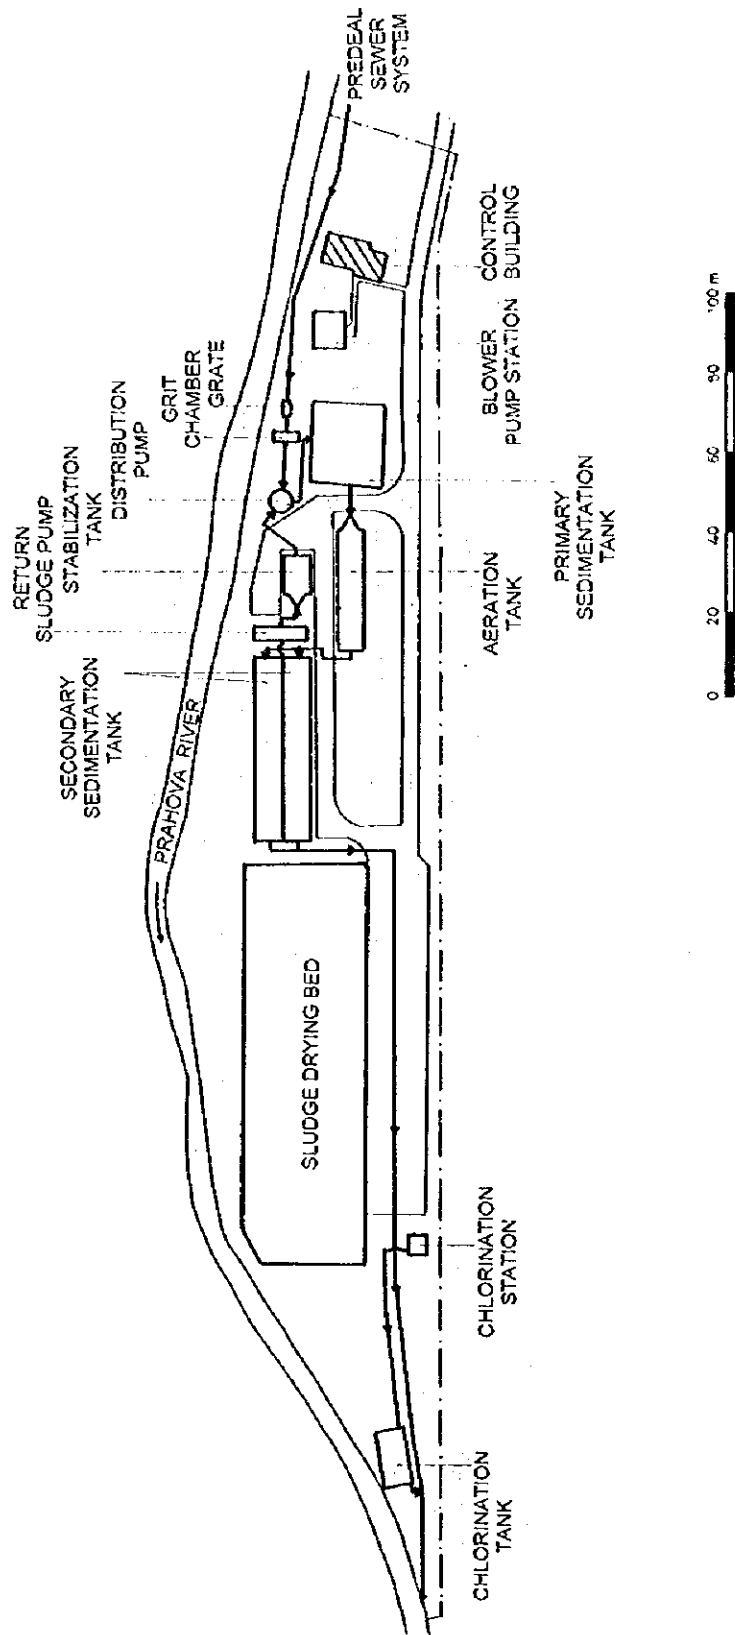 PREDEAL
SEWER
SYSTEM
CONTROL
BUILDING
BLOWER
PUMP STATION
GRIT
CHAMBER
GRATE
DISTRIBUTION
PUMP
STABILIZATION
TANK
RETURN
SLUDGE PUMP
PRIMARY
SEDIMENTATION
TANK
AERATION
TANK
SECONDARY
SEDIMENTATION
TANK
PRAHOVA RIVER
SLUDGE DRYING BED
CHLORINATION
STATION
CHLORINATION
TANK
0 20 40 60 80 100 m